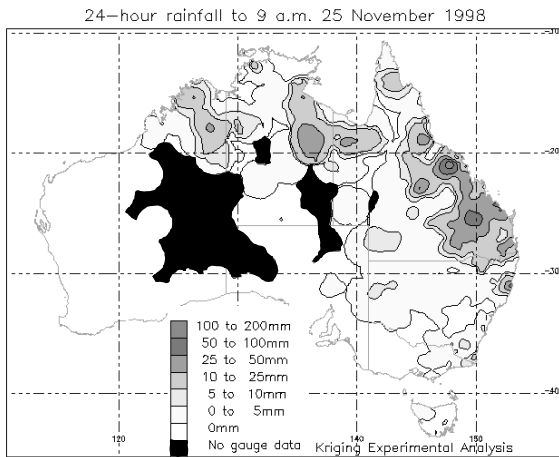 24-hour rainfall to 9 a.m. 25 November 1998
-10
-20
-30
-40
100 to 200mm
50 to 100mm
25 to 50mm
10 to 25mm
5 to 10mm
0 to 5mm
0mm
No gauge data
Kriging Experimental Analysis
120 130 140 150